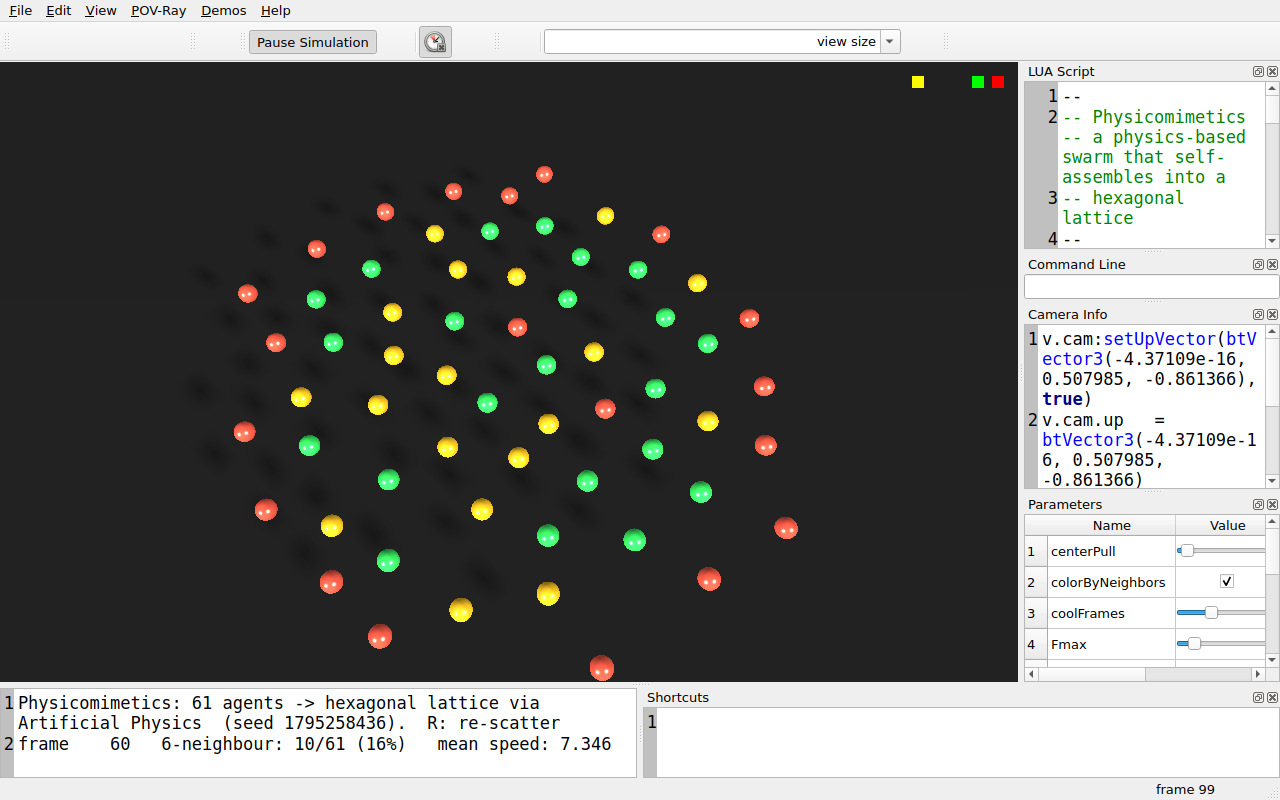 File Edit View POV-Ray Demos Help
Pause Simulation
view size
LUA Script
1 --
2 -- Physicomimetics
-- a physics-based
swarm that self-
assembles into a
3 -- hexagonal
lattice
4 --
Command Line
Camera Info
1 v.cam:setUpVector(btV
ector3(-4.37109e-16,
0.507985, -0.861366),
true)
2 v.cam.up   =
btVector3(-4.37109e-1
6, 0.507985,
-0.861366)
Parameters
Name Value
1 centerPull
2 colorByNeighbors
3 coolFrames
4 Fmax
1 Physicomimetics: 61 agents -> hexagonal lattice via
Artificial Physics  (seed 1795258436).  R: re-scatter
2 frame    60   6-neighbour: 10/61 (16%)   mean speed: 7.346
Shortcuts
1
frame 99